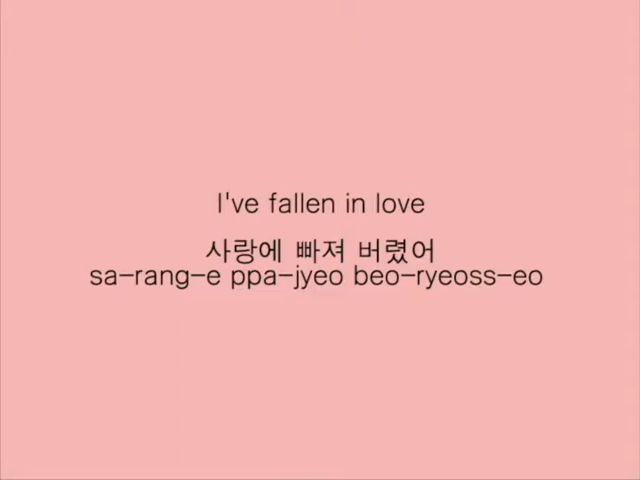 I've fallen in love
사랑에 빠져 버렸어
sa-rang-e ppa-jyeo beo-ryeoss-eo